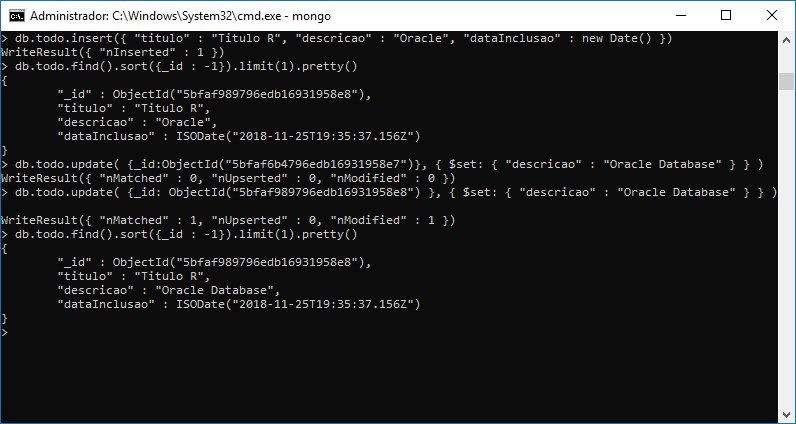 Administrador: C:\Windows\System32\cmd.exe - mongo
> db.todo.insert({ "titulo" : "Titulo R", "descricao" : "Oracle", "dataInclusao" : new Date() })
WriteResult({ "nInserted" : 1 })
> db.todo.find().sort({_id : -1}).limit(1).pretty()
{
        "_id" : ObjectId("5bfaf989796edb16931958e8"),
        "titulo" : "Titulo R",
        "descricao" : "Oracle",
        "dataInclusao" : ISODate("2018-11-25T19:35:37.156Z")
}
> db.todo.update( {_id:ObjectId("5bfaf6b4796edb16931958e7")}, { $set: { "descricao" : "Oracle Database" } } )
WriteResult({ "nMatched" : 0, "nUpserted" : 0, "nModified" : 0 })
> db.todo.update( {_id: ObjectId("5bfaf989796edb16931958e8") }, { $set: { "descricao" : "Oracle Database" } } )
WriteResult({ "nMatched" : 1, "nUpserted" : 0, "nModified" : 1 })
> db.todo.find().sort({_id : -1}).limit(1).pretty()
{
        "_id" : ObjectId("5bfaf989796edb16931958e8"),
        "titulo" : "Titulo R",
        "descricao" : "Oracle Database",
        "dataInclusao" : ISODate("2018-11-25T19:35:37.156Z")
}
>